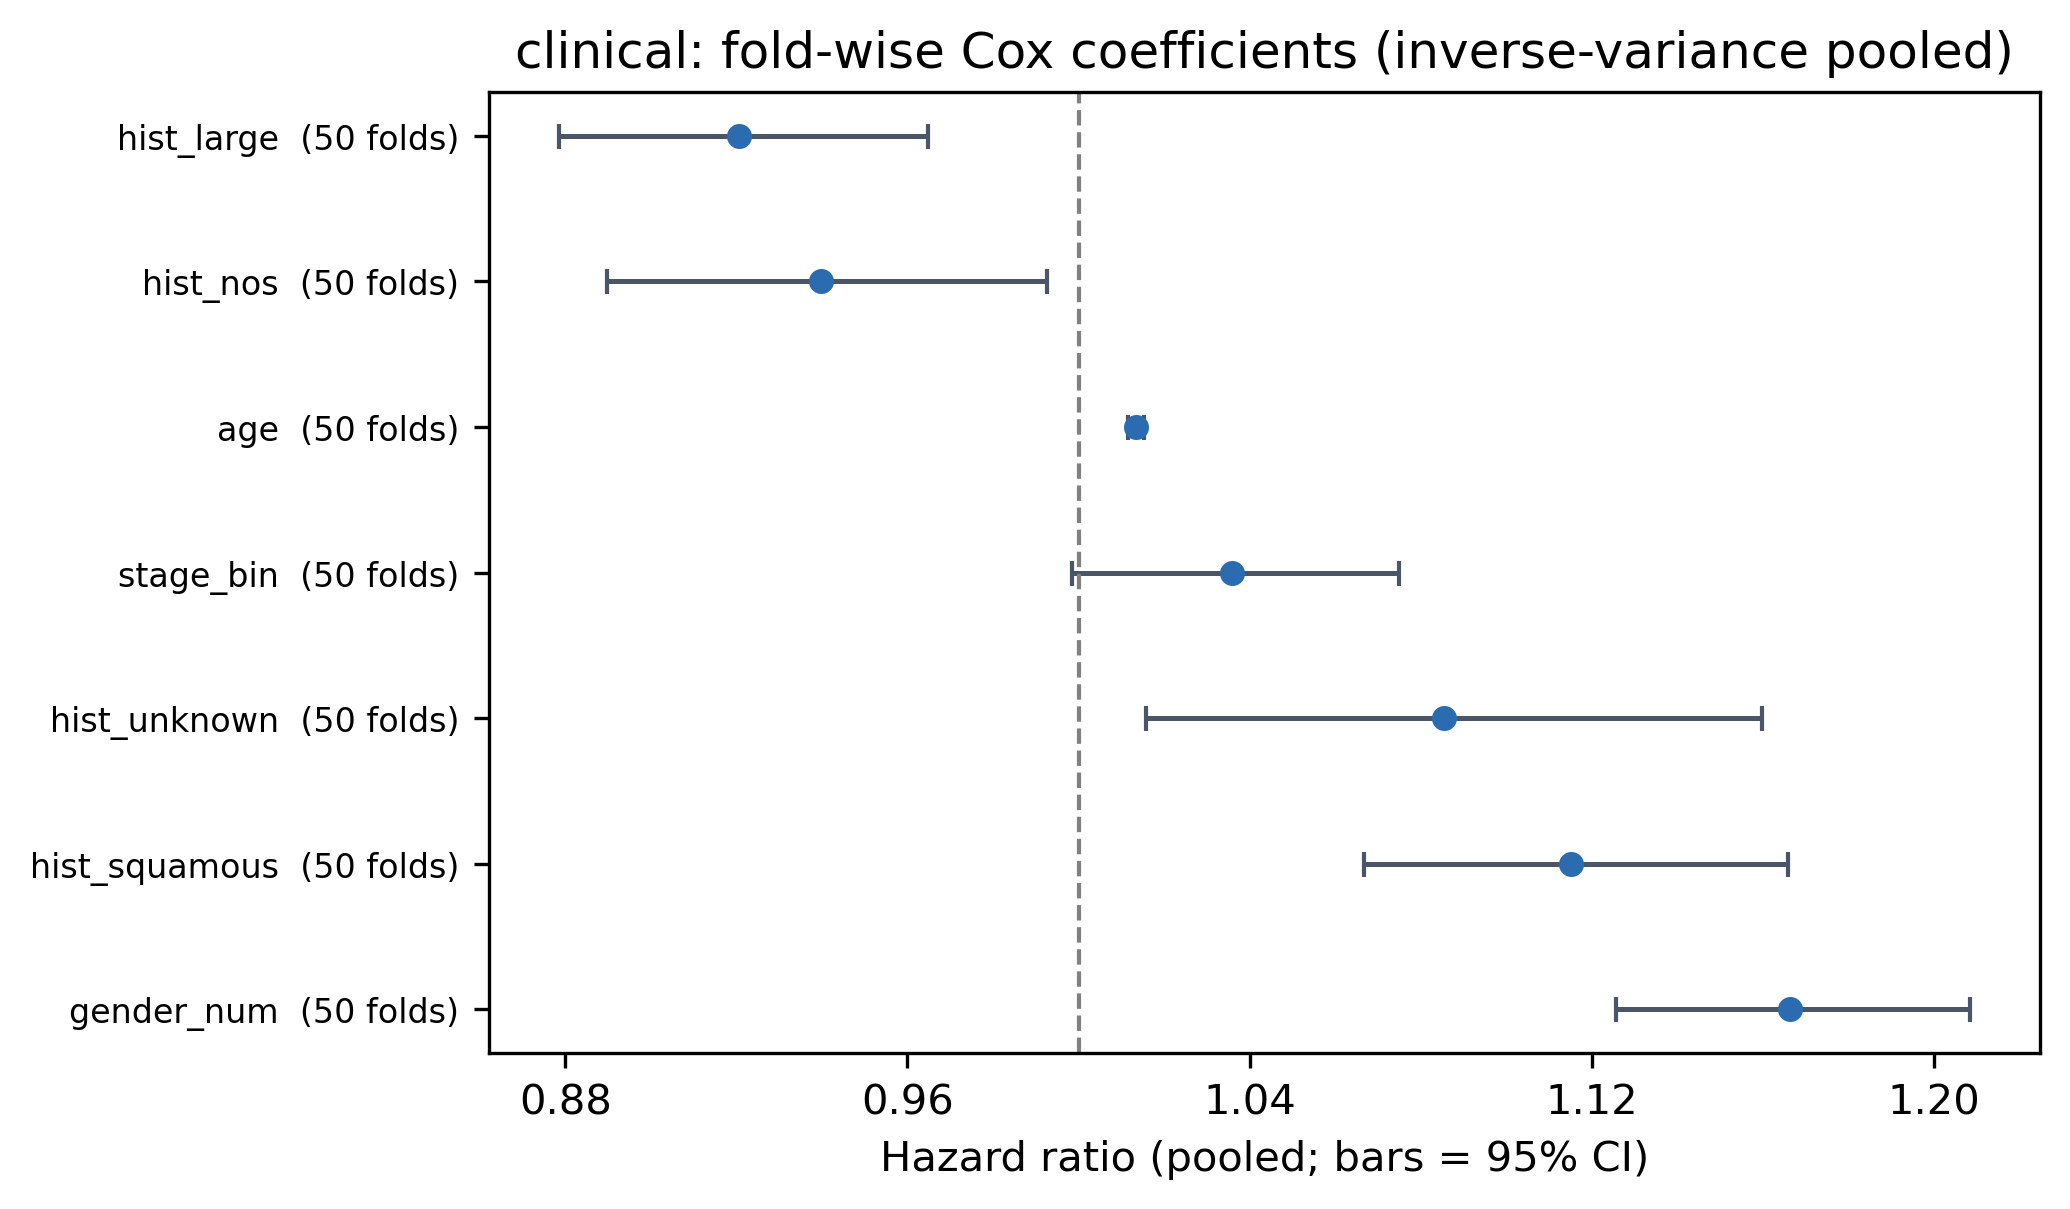 clinical: fold-wise Cox coefficients (inverse-variance pooled)
hist_large (50 folds)
hist_nos (50 folds)
age (50 folds)
stage_bin (50 folds)
hist_unknown (50 folds)
hist_squamous (50 folds)
gender_num (50 folds)
0.88 0.96 1.04 1.12 1.20
Hazard ratio (pooled; bars = 95% CI)